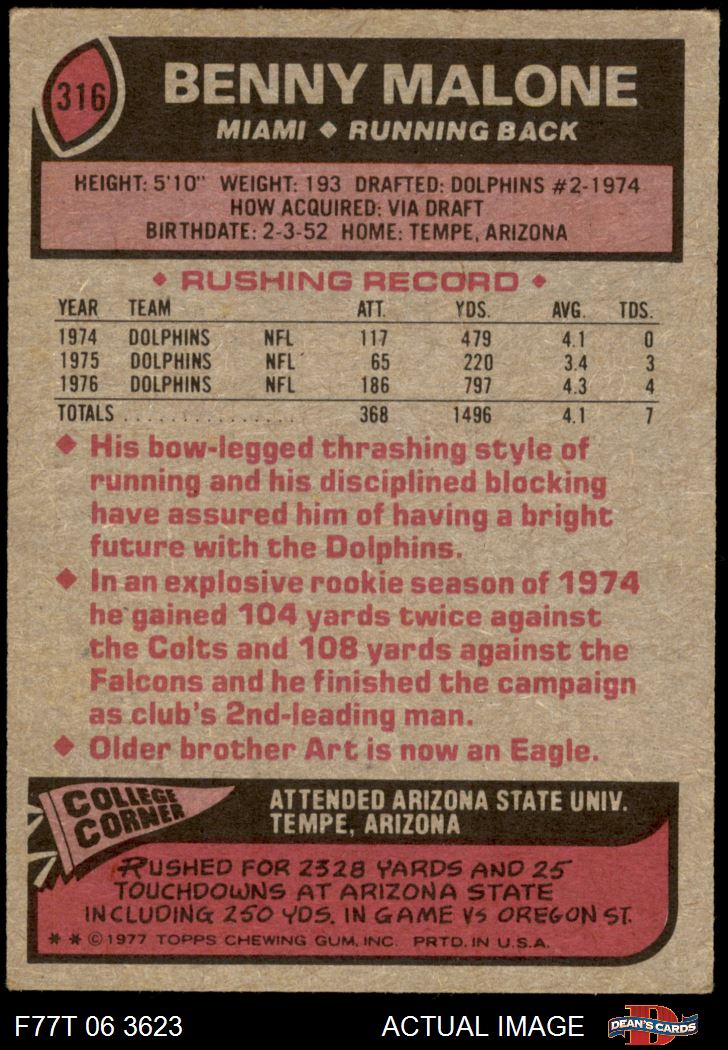 316
BENNY MALONE
MIAMI ◆ RUNNING BACK
HEIGHT: 5'10" WEIGHT: 193 DRAFTED: DOLPHINS #2-1974
HOW ACQUIRED: VIA DRAFT
BIRTHDATE: 2-3-52 HOME: TEMPE, ARIZONA
◆ RUSHING RECORD ◆
YEAR TEAM ATT. YDS. AVG. TDS.
1974 DOLPHINS NFL 117 479 4.1 0
1975 DOLPHINS NFL 65 220 3.4 3
1976 DOLPHINS NFL 186 797 4.3 4
TOTALS . . . . . . . . . . . . . . . 368 1496 4.1 7
◆ His bow-legged thrashing style of
running and his disciplined blocking
have assured him of having a bright
future with the Dolphins.
◆ In an explosive rookie season of 1974
he gained 104 yards twice against
the Colts and 108 yards against the
Falcons and he finished the campaign
as club's 2nd-leading man.
◆ Older brother Art is now an Eagle.
COLLEGE
CORNER
ATTENDED ARIZONA STATE UNIV.
TEMPE, ARIZONA
RUSHED FOR 2328 YARDS AND 25
TOUCHDOWNS AT ARIZONA STATE
INCLUDING 250 YDS. IN GAME VS OREGON ST.
* * © 1977 TOPPS CHEWING GUM, INC. PRTD. IN U.S.A.
F77T 06 3623 ACTUAL IMAGE
D
DEAN'S CARDS